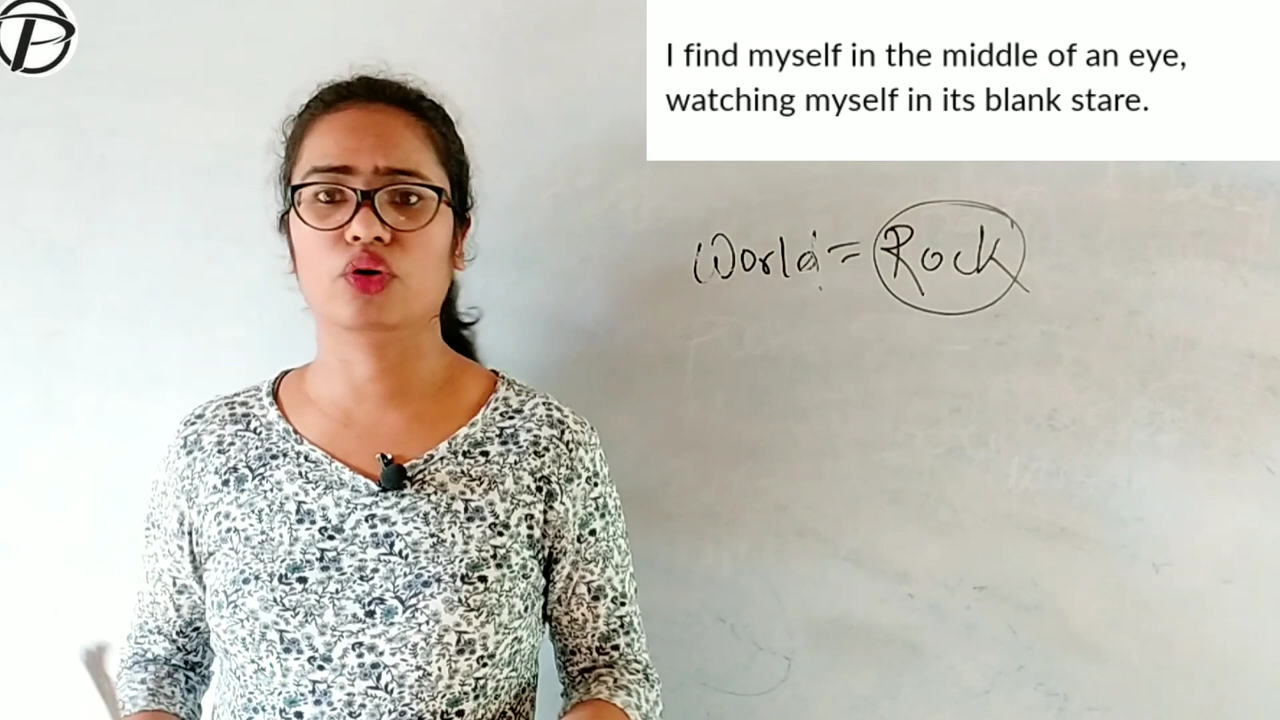 I find myself in the middle of an eye,
watching myself in its blank stare.
World = Rock